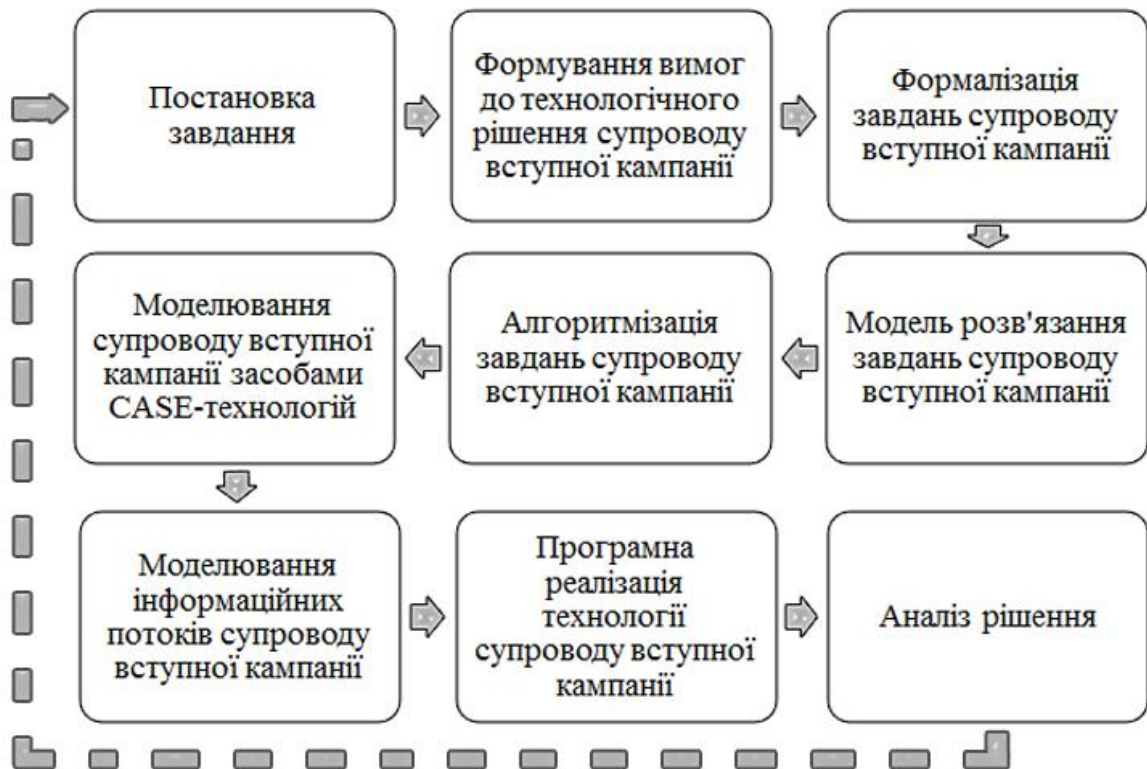 Постановка
завдання
Формування вимог
до технологічного
рішення супроводу
вступної кампанії
Формалізація
завдань супроводу
вступної кампанії
Модель розв'язання
завдань супроводу
вступної кампанії
Алгоритмізація
завдань супроводу
вступної кампанії
Моделювання
супроводу вступної
кампанії засобами
CASE-технологій
Моделювання
інформаційних
потоків супроводу
вступної кампанії
Програмна
реалізація
технології
супроводу вступної
кампанії
Аналіз рішення